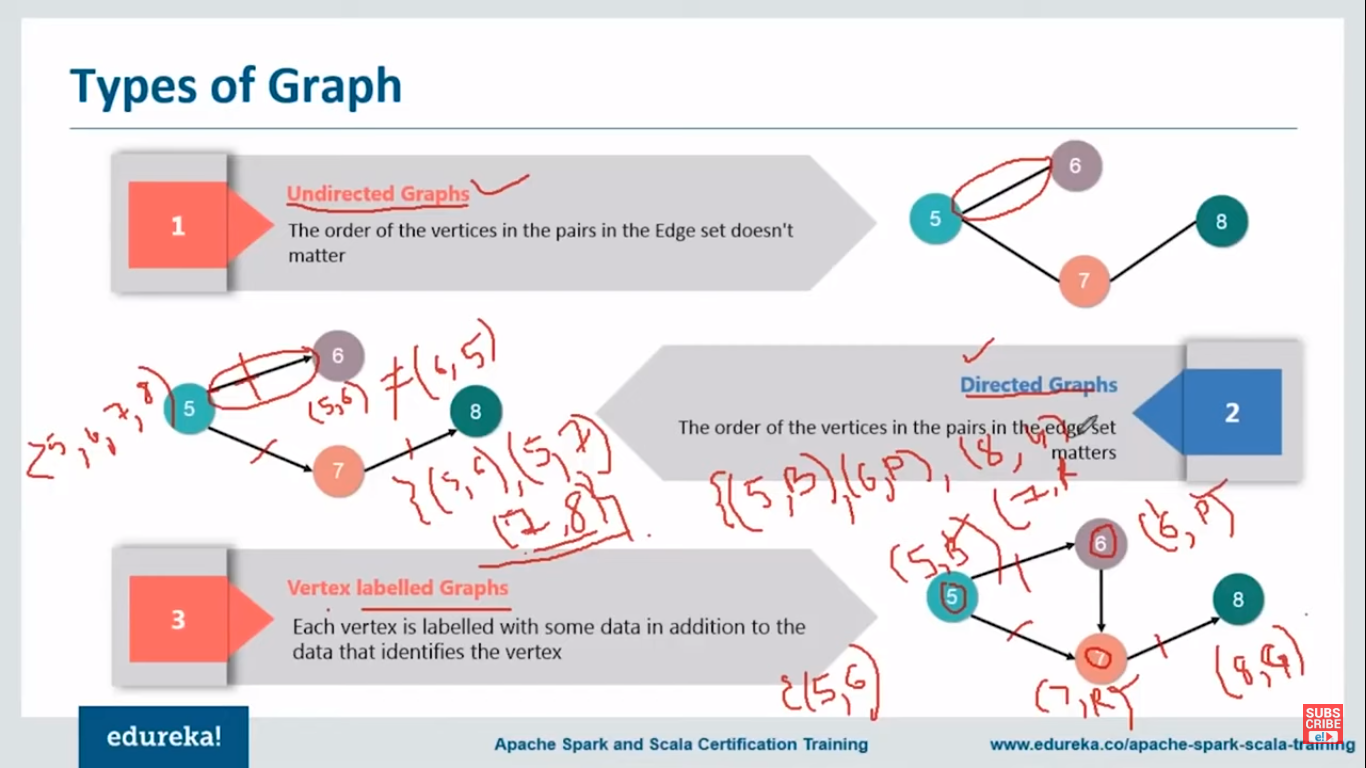 Types of Graph
1
Undirected Graphs
The order of the vertices in the pairs in the Edge set doesn't
matter
5
6
7
8
5
6
7
8
{5,6,7,8}
(5,6) ≠ (6,5)
{(5,6),(5,7)
(7,8)}
Directed Graphs
The order of the vertices in the pairs in the edge set
matters
2
{(5,B),(6,P),(8,G)
(7,R
3
Vertex labelled Graphs
Each vertex is labelled with some data in addition to the
data that identifies the vertex
(5,B)
5
6
(6,P)
7
(7,R)
8
(8,G)
{(5,6)
edureka!
Apache Spark and Scala Certification Training
www.edureka.co/apache-spark-scala-training
SUBS
CRIBE
e!